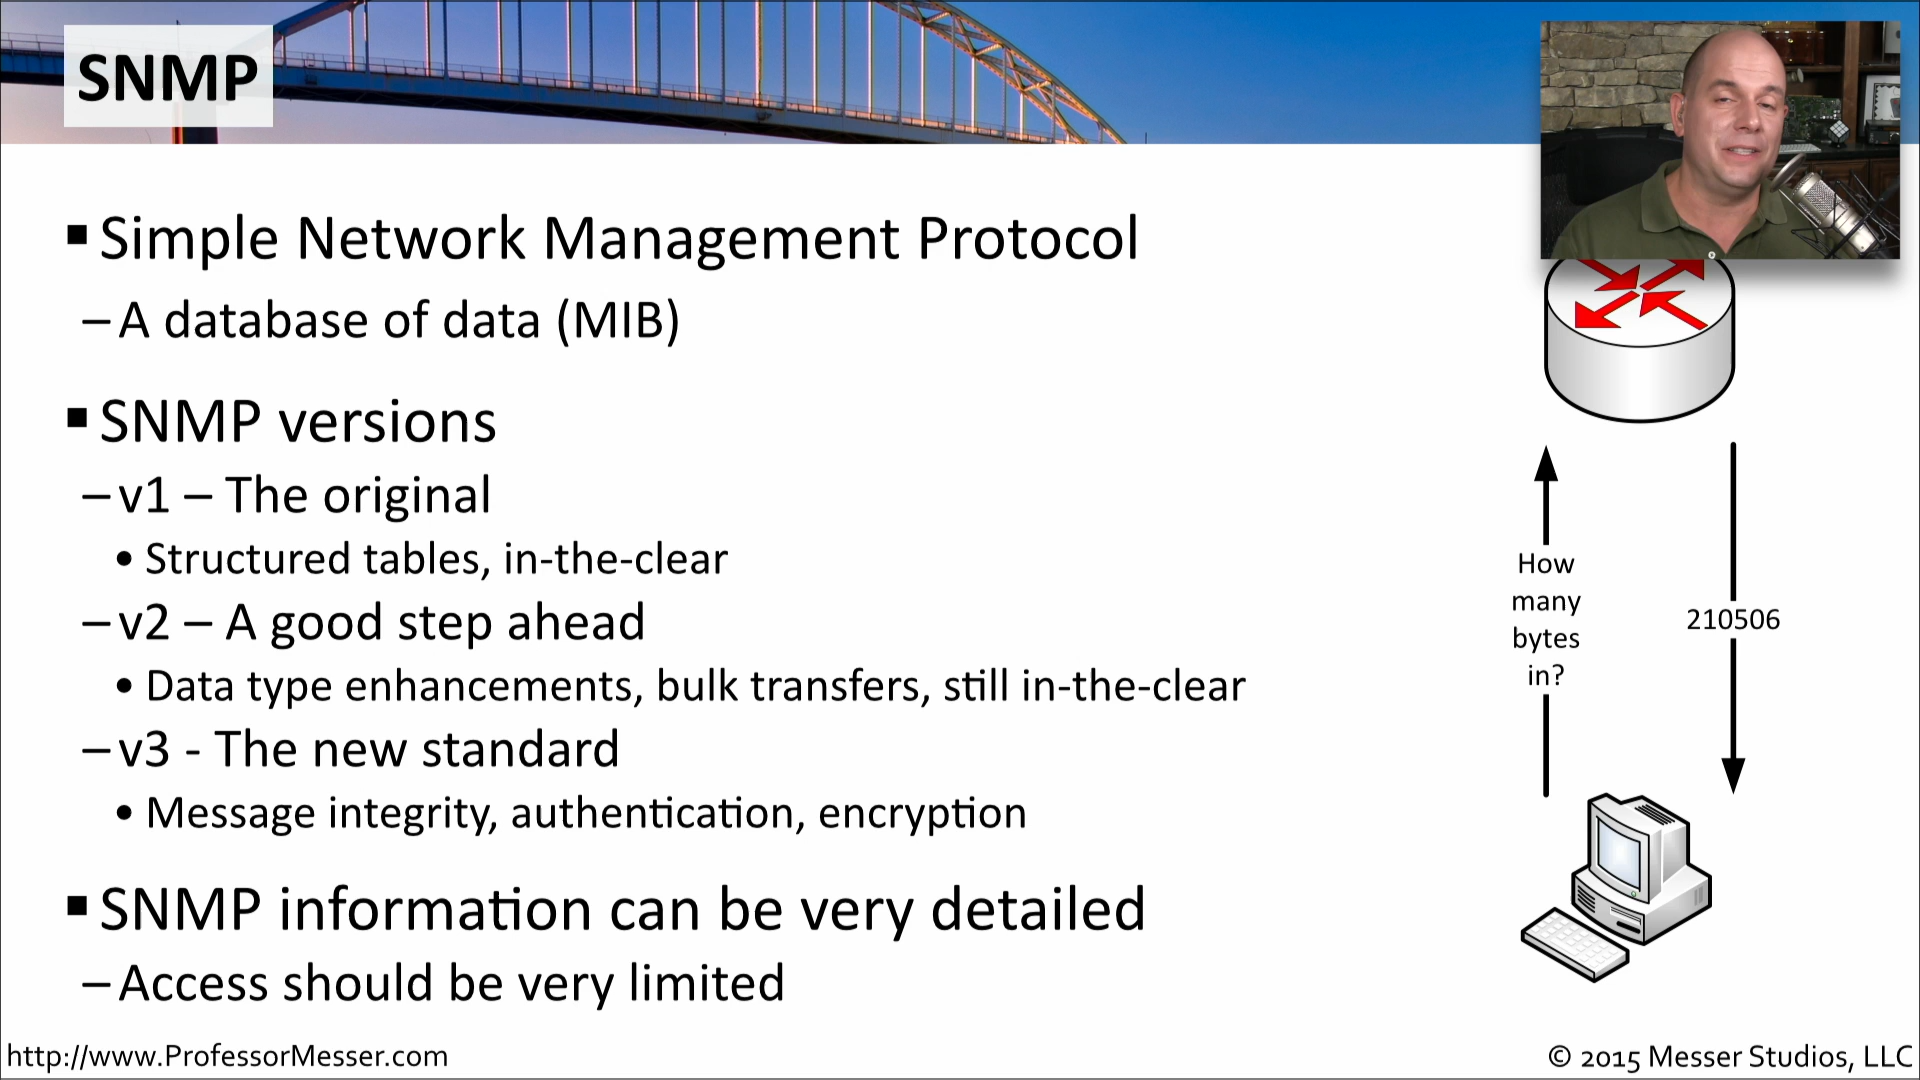 SNMP
▪ Simple Network Management Protocol
– A database of data (MIB)
▪ SNMP versions
– v1 – The original
• Structured tables, in-the-clear
– v2 – A good step ahead
• Data type enhancements, bulk transfers, still in-the-clear
– v3 - The new standard
• Message integrity, authentication, encryption
▪ SNMP information can be very detailed
– Access should be very limited
How
many
bytes
in?
210506
http://www.ProfessorMesser.com
© 2015 Messer Studios, LLC